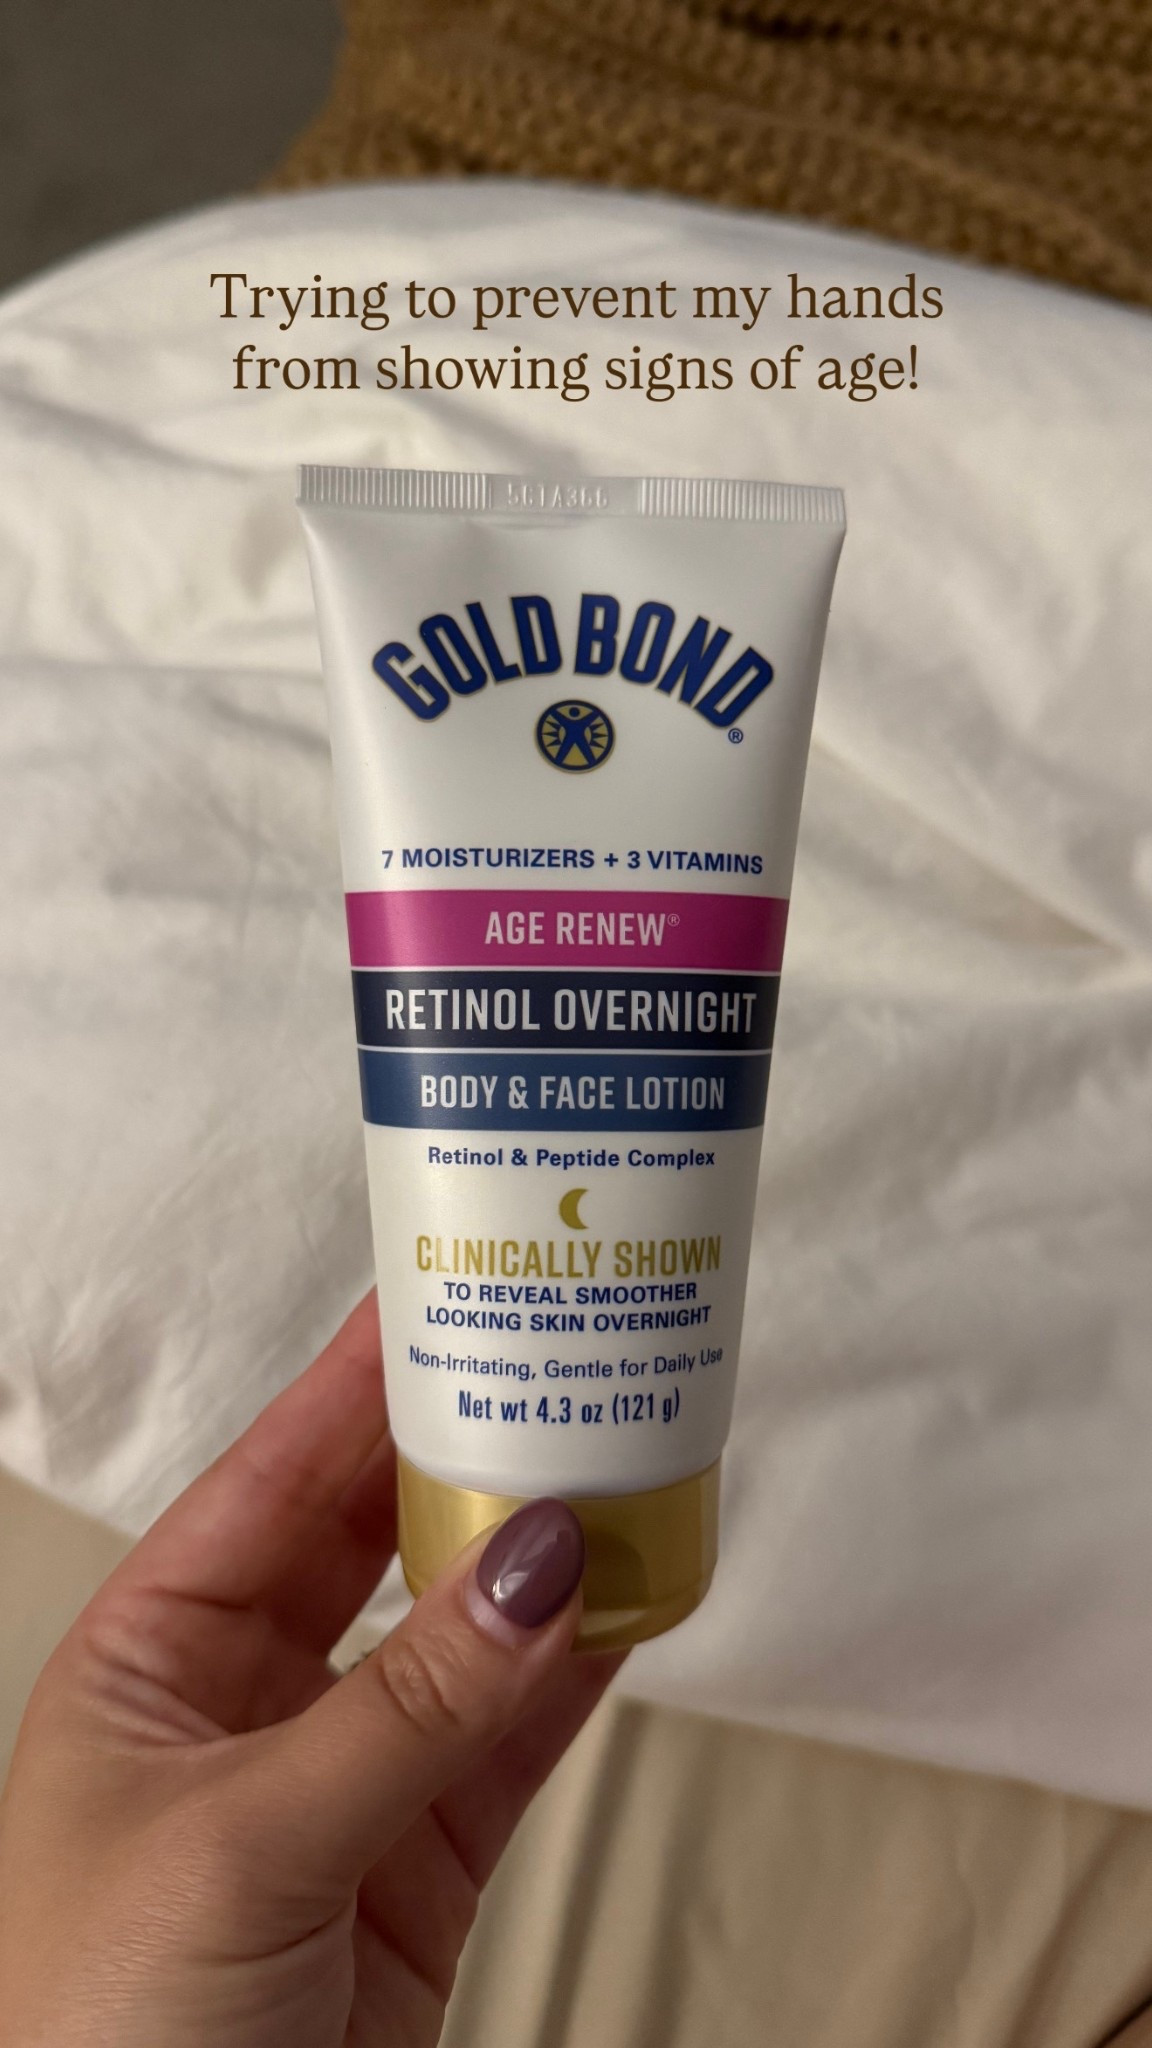 Trying to prevent my hands
from showing signs of age!
GOLD BOND®
7 MOISTURIZERS + 3 VITAMINS
AGE RENEW®
RETINOL OVERNIGHT
BODY & FACE LOTION
Retinol & Peptide Complex
CLINICALLY SHOWN
TO REVEAL SMOOTHER
LOOKING SKIN OVERNIGHT
Non-Irritating, Gentle for Daily Use
Net wt 4.3 oz (121 g)